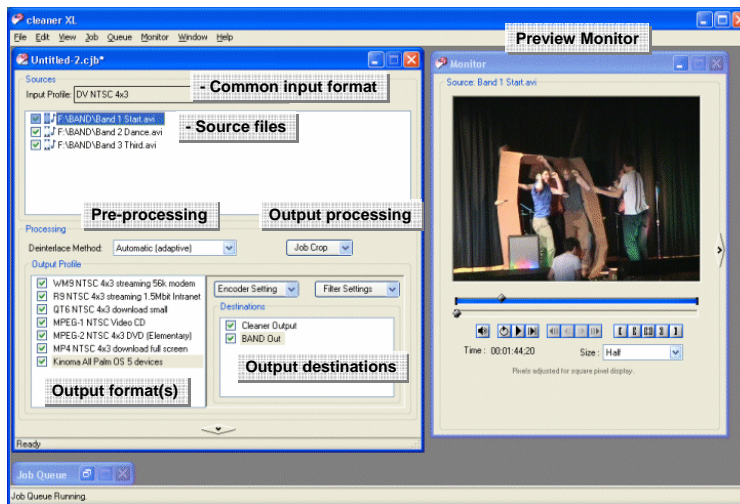 cleaner XL
File Edit View Job Queue Monitor Window Help
Preview Monitor
Untitled-2.cjb*
Sources
Input Profile: DV NTSC 4x3
- Common input format
F:\BAND\Band 1 Start.avi
- Source files
F:\BAND\Band 2 Dance.avi
F:\BAND\Band 3 Third.avi
Pre-processing
Output processing
Processing
Deinterlace Method: Automatic (adaptive)
Job Crop
Output Profile
WM9 NTSC 4x3 streaming 56k modem
R9 NTSC 4x3 streaming 1.5Mbit Intranet
QT6 NTSC 4x3 download small
MPEG-1 NTSC Video CD
MPEG-2 NTSC 4x3 DVD (Elementary)
MP4 NTSC 4x3 download full screen
Kinoma All Palm OS 5 devices
Output format(s)
Encoder Setting
Filter Settings
Destinations
Cleaner Output
BAND Out
Output destinations
Ready
Monitor
Source: Band 1 Start.avi
Time : 00:01:44;20
Size : Half
Pixels adjusted for square pixel display.
Job Queue
Job Queue Running.